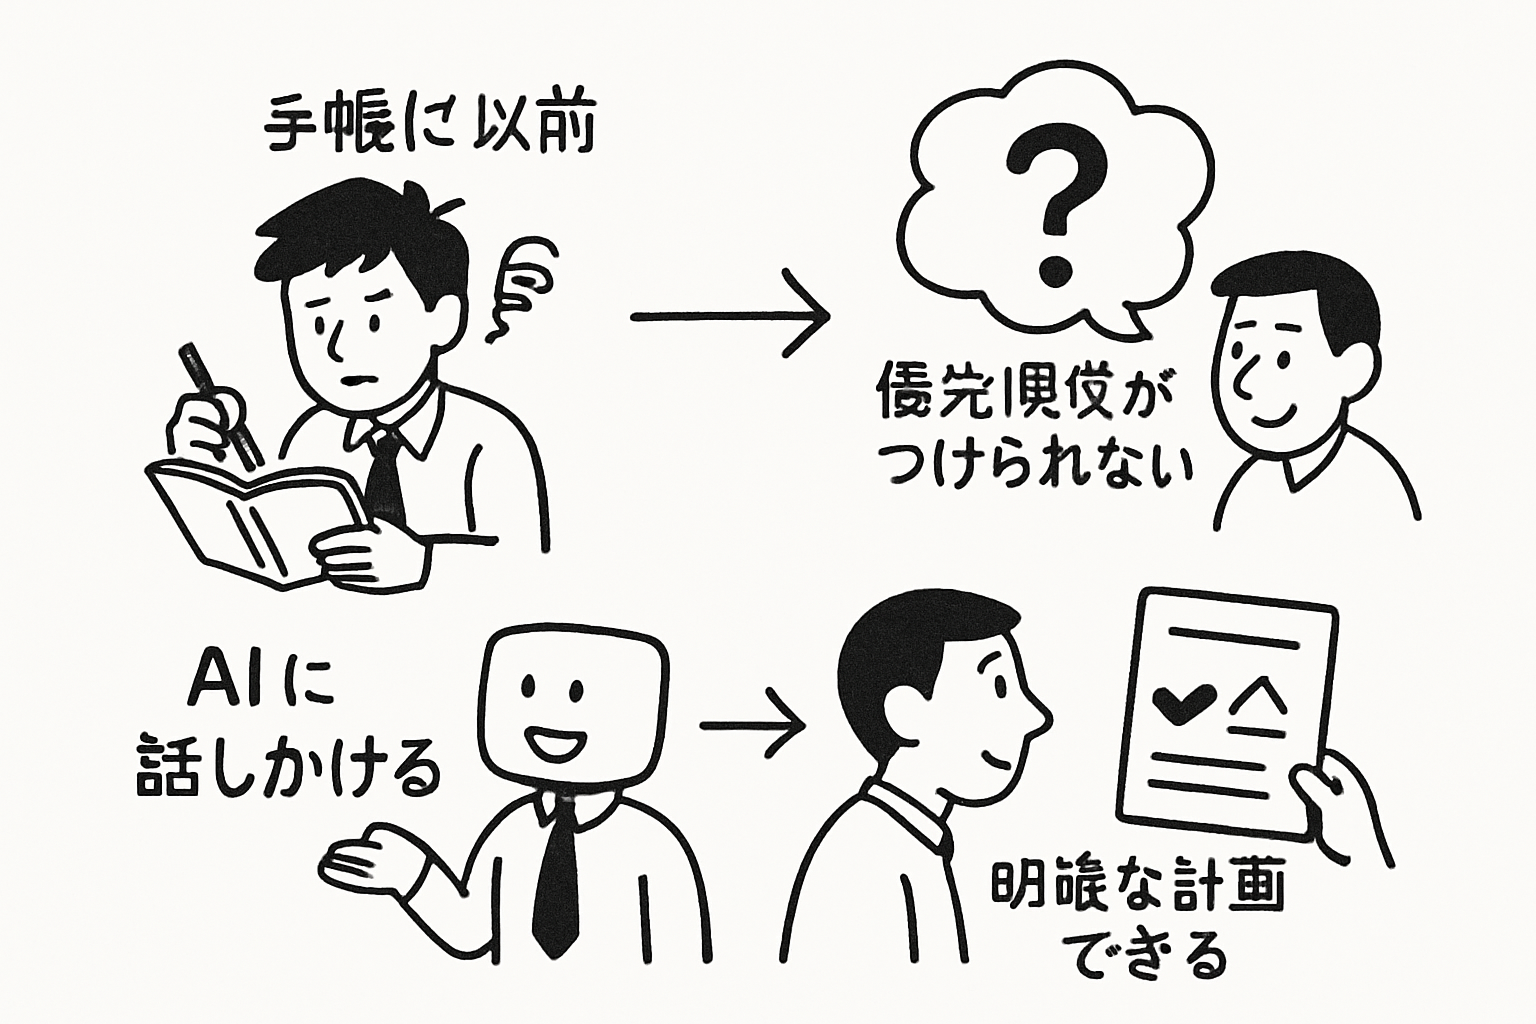 手帳に以前
?
優先順位が
つけられない
AIに
話しかける
明確な計画
できる